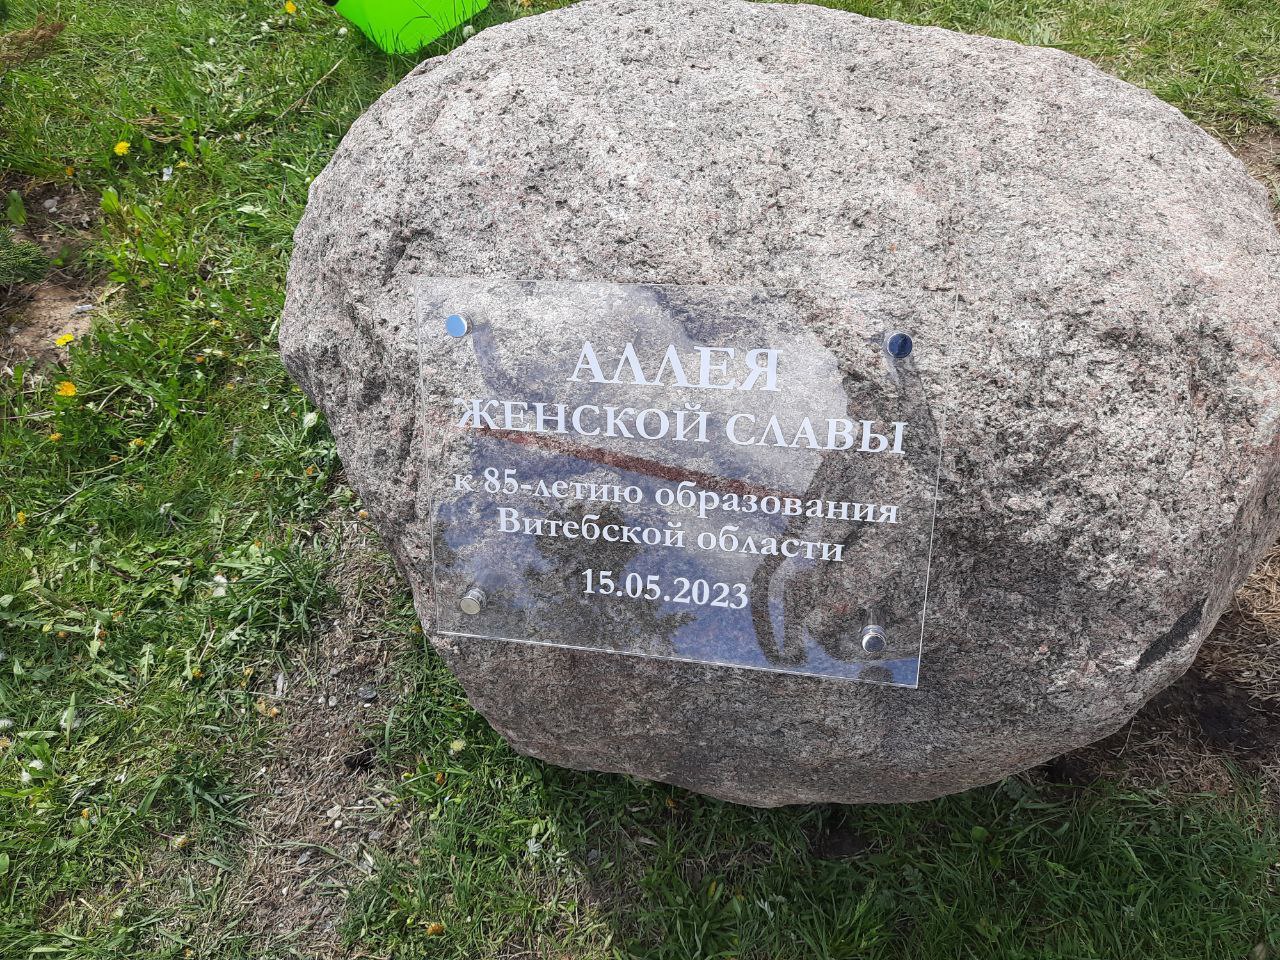 АЛЛЕЯ
ЖЕНСКОЙ СЛАВЫ
к 85-летию образования
Витебской области
15.05.2023